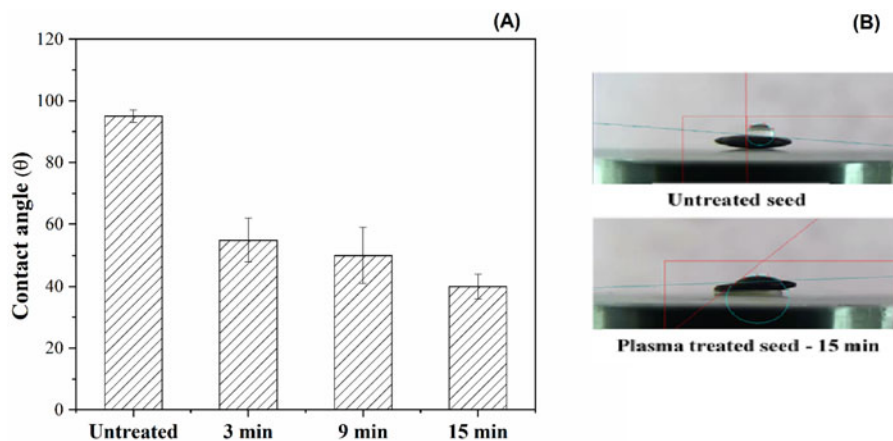 (A)
(B)
120
100
80
60
40
20
0
Contact angle (θ)
Untreated
3 min
9 min
15 min
Untreated seed
Plasma treated seed - 15 min